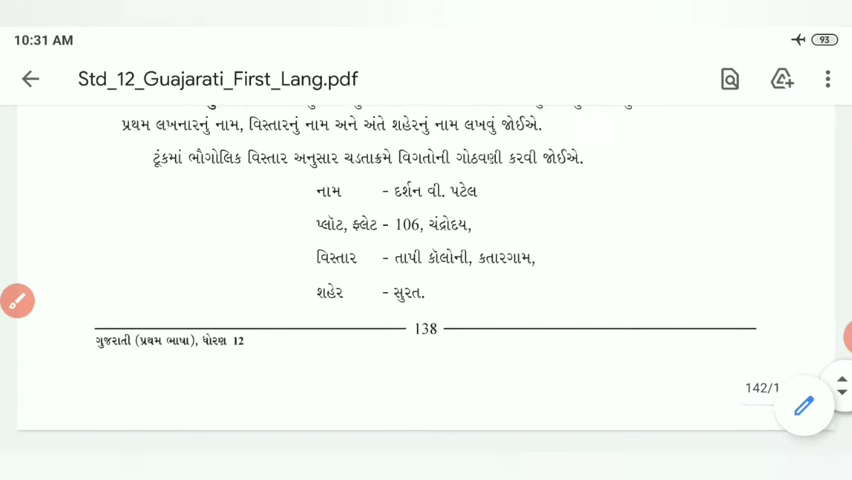 10:31 AM
93
Std_12_Guajarati_First_Lang.pdf
પ્રથમ લખનારનું નામ, વિસ્તારનું નામ અને અંતે શહેરનું નામ લખવું જોઈએ.
ટૂંકમાં ભૌગોલિક વિસ્તાર અનુસાર ચડતાક્રમે વિગતોની ગોઠવણી કરવી જોઈએ.
નામ - દર્શન વી. પટેલ
પ્લૉટ, ફ્લેટ - 106, ચંદ્રોદય,
વિસ્તાર - તાપી કૉલોની, કતારગામ,
શહેર - સુરત.
138
ગુજરાતી (પ્રથમ ભાષા), ધોરણ 12
142/1